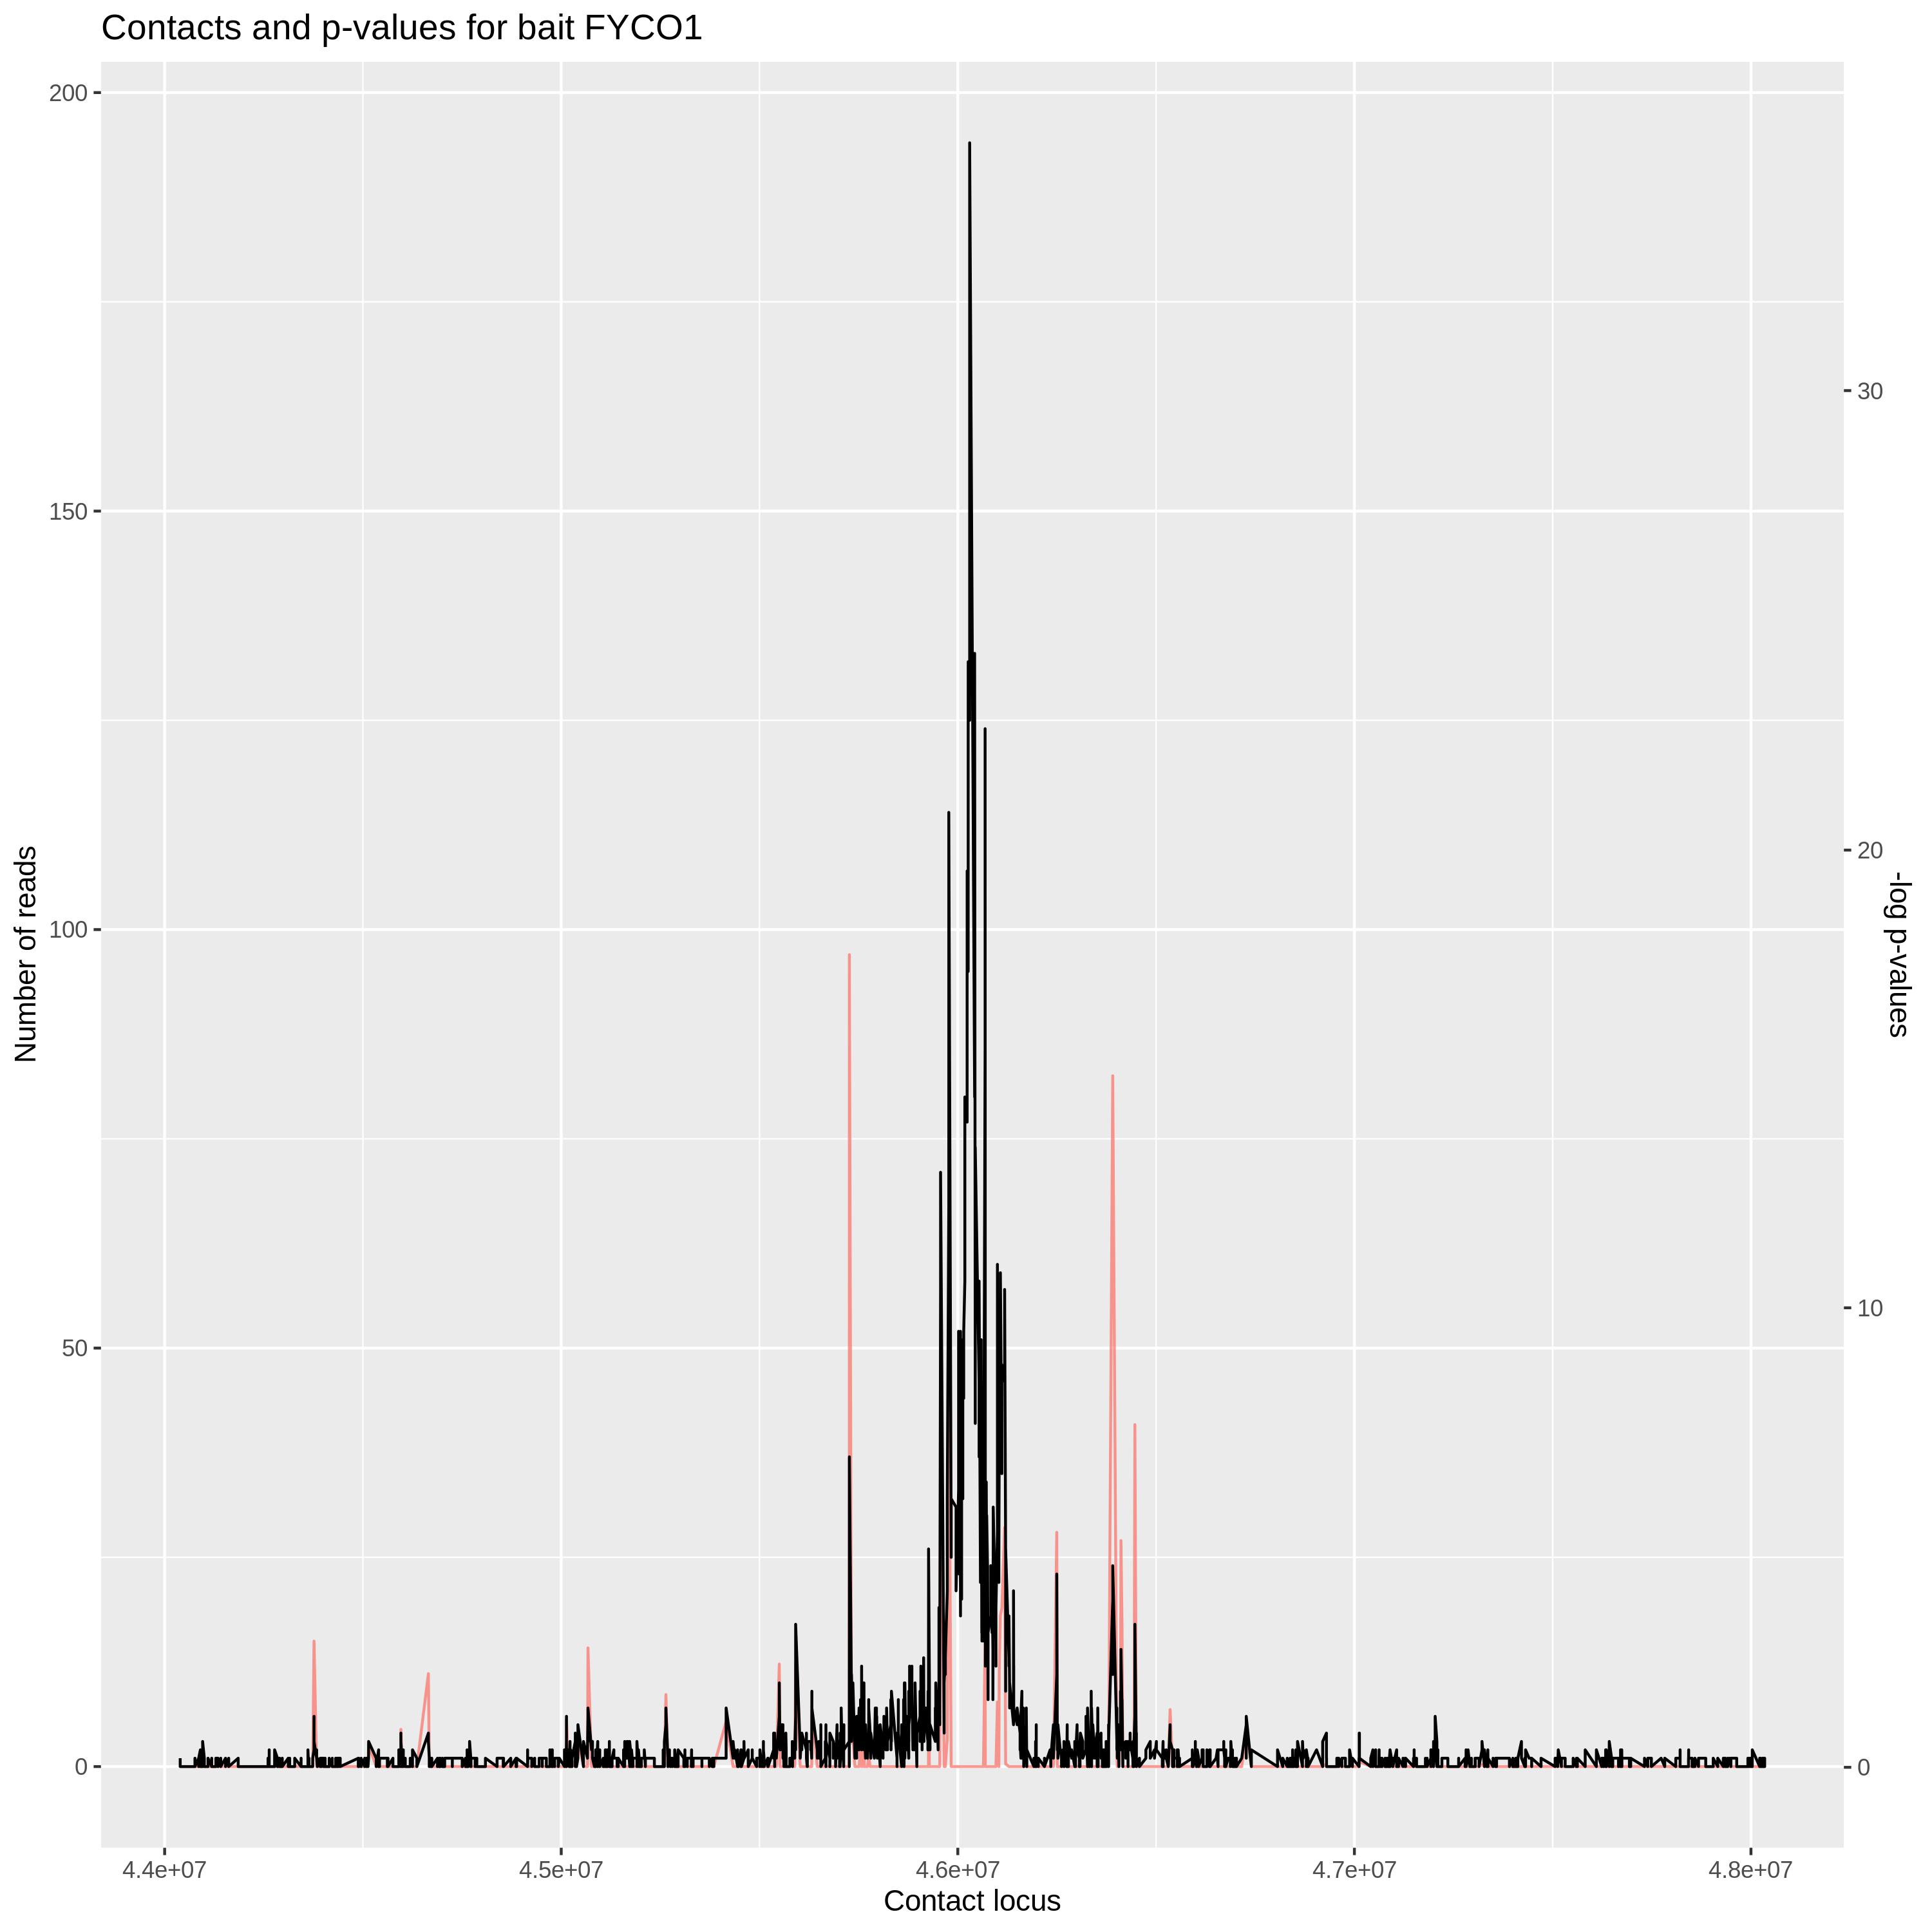 Contacts and p-values for bait FYCO1
200
150
100
50
0
Number of reads
30
20
10
0
-log p-values
4.4e+07
4.5e+07
4.6e+07
4.7e+07
4.8e+07
Contact locus